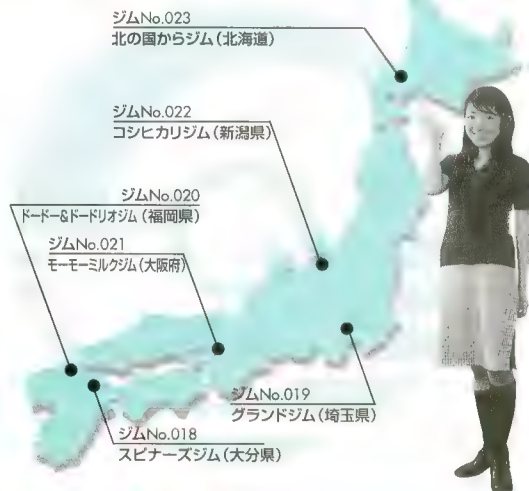 ジムNo.023
北の国からジム(北海道)
ジムNo.022
コシヒカリジム(新潟県)
ジムNo.020
ドードー&ドードリオジム(福岡県)
ジムNo.021
モーモーミルクジム(大阪府)
ジムNo.019
グランドジム(埼玉県)
ジムNo.018
スピナーズジム(大分県)